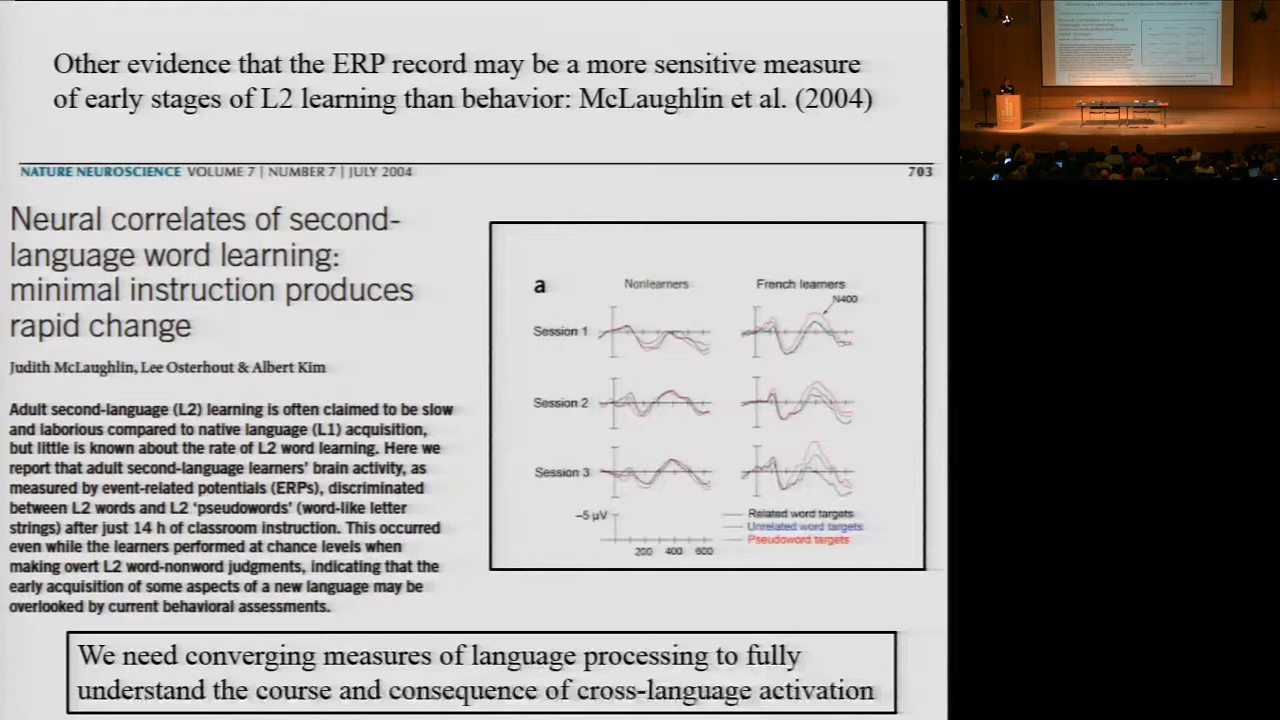 Other evidence that the ERP record may be a more sensitive measure
of early stages of L2 learning than behavior: McLaughlin et al. (2004)
NATURE NEUROSCIENCE VOLUME 7 | NUMBER 7 | JULY 2004 703
Neural correlates of second-
language word learning:
minimal instruction produces
rapid change
Judith McLaughlin, Lee Osterhout & Albert Kim
Adult second-language (L2) learning is often claimed to be slow
and laborious compared to native language (L1) acquisition,
but little is known about the rate of L2 word learning. Here we
report that adult second-language learners' brain activity, as
measured by event-related potentials (ERPs), discriminated
between L2 words and L2 'pseudowords' (word-like letter
strings) after just 14 h of classroom instruction. This occurred
even while the learners performed at chance levels when
making overt L2 word-nonword judgments, indicating that the
early acquisition of some aspects of a new language may be
overlooked by current behavioral assessments.
a
Nonlearners French learners
N400
Session 1
Session 2
Session 3
−5 µV
200 400 600
Related word targets
Unrelated word targets
Pseudoword targets
We need converging measures of language processing to fully
understand the course and consequence of cross-language activation